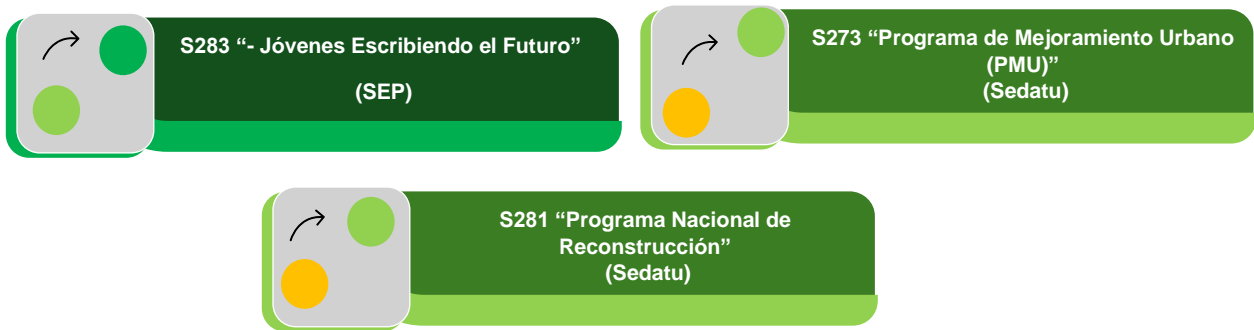 S283 “- Jóvenes Escribiendo el Futuro”
(SEP)
S273 “Programa de Mejoramiento Urbano
(PMU)”
(Sedatu)
S281 “Programa Nacional de
Reconstrucción”
(Sedatu)